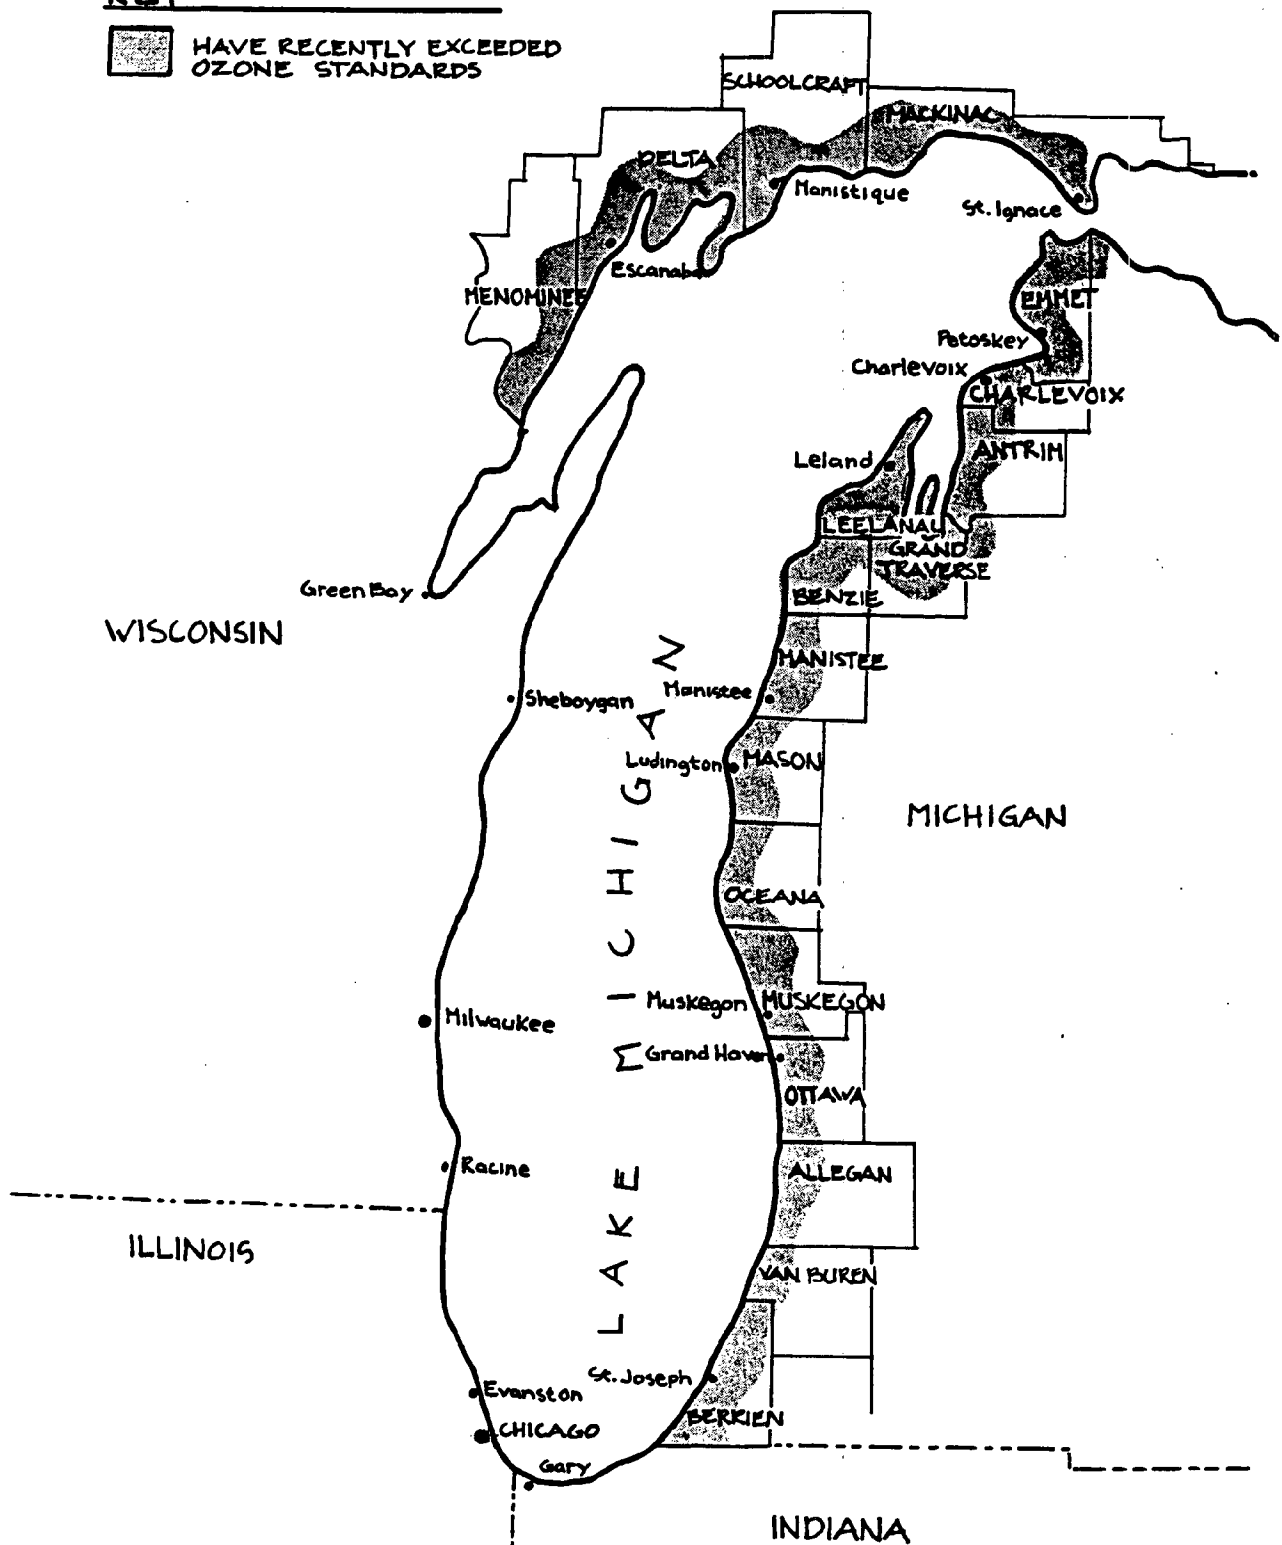 KEY
HAVE RECENTLY EXCEEDED
OZONE STANDARDS
SCHOOLCRAFT
MACKINAC
DELTA
Manistique
St. Ignace
Escanaba
MENOMINEE
EMMET
Petoskey
Charlevoix
CHARLEVOIX
ANTRIM
Leland
LEELANAU
GRAND
TRAVERSE
Green Bay
BENZIE
WISCONSIN
MANISTEE
Manistee
Sheboygan
Ludington
MASON
MICHIGAN
OCEANA
Muskegon
MUSKEGON
Milwaukee
Grand Haven
OTTAWA
LAKE MICHIGAN
Racine
ALLEGAN
ILLINOIS
VAN BUREN
St. Joseph
Evanston
BERRIEN
CHICAGO
Gary
INDIANA